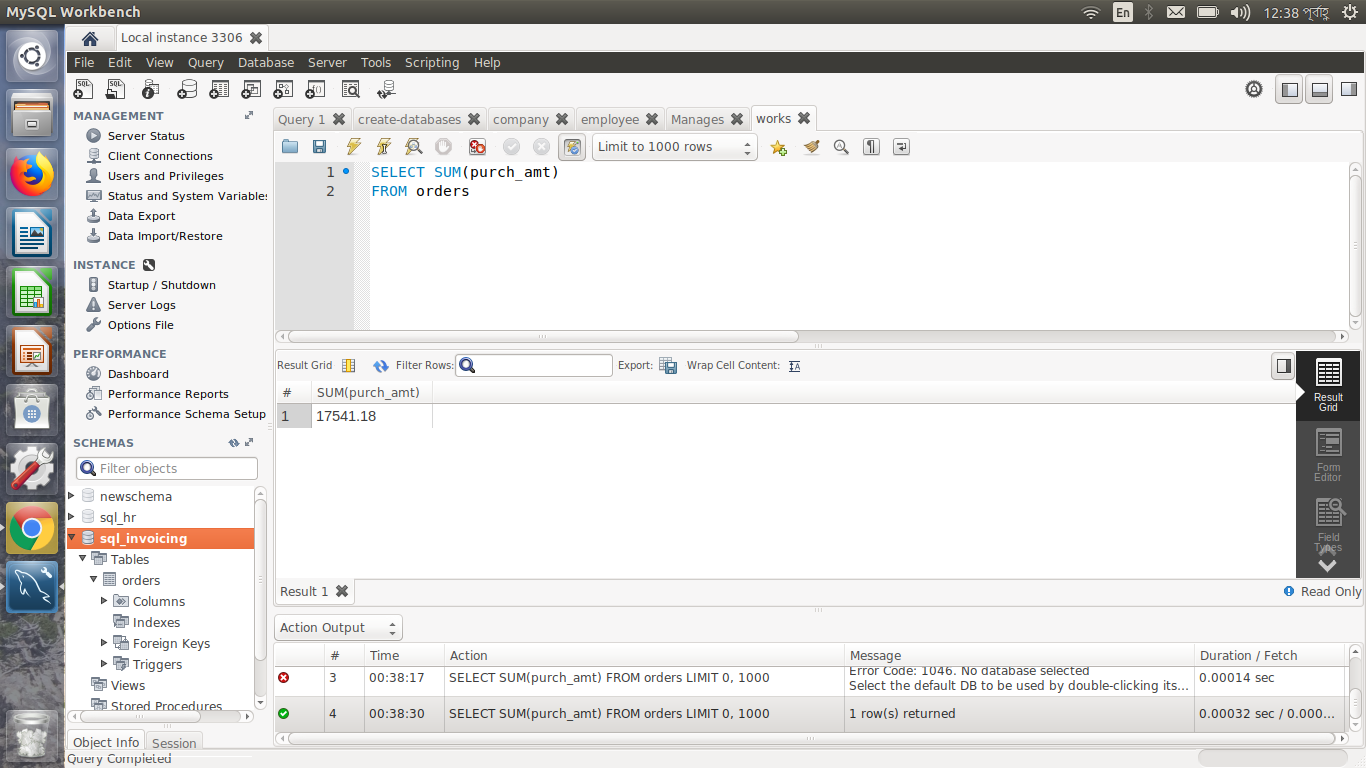 MySQL Workbench
En
12:38 পূর্বাহ্ণ
Local instance 3306
File Edit View Query Database Server Tools Scripting Help
MANAGEMENT
Server Status
Client Connections
Users and Privileges
Status and System Variables
Data Export
Data Import/Restore
INSTANCE
Startup / Shutdown
Server Logs
Options File
PERFORMANCE
Dashboard
Performance Reports
Performance Schema Setup
SCHEMAS
Filter objects
newschema
sql_hr
sql_invoicing
Tables
orders
Columns
Indexes
Foreign Keys
Triggers
Views
Stored Procedures
Object Info Session
Query 1 create-databases company employee Manages works
Limit to 1000 rows
1 SELECT SUM(purch_amt)
2 FROM orders
Result Grid Filter Rows: Export: Wrap Cell Content:
# SUM(purch_amt)
1 17541.18
Result Grid
Form Editor
Field Types
Result 1 Read Only
Action Output
# Time Action Message Duration / Fetch
3 00:38:17 SELECT SUM(purch_amt) FROM orders LIMIT 0, 1000 Error Code: 1046. No database selected
Select the default DB to be used by double-clicking its... 0.00014 sec
4 00:38:30 SELECT SUM(purch_amt) FROM orders LIMIT 0, 1000 1 row(s) returned 0.00032 sec / 0.000...
Query Completed